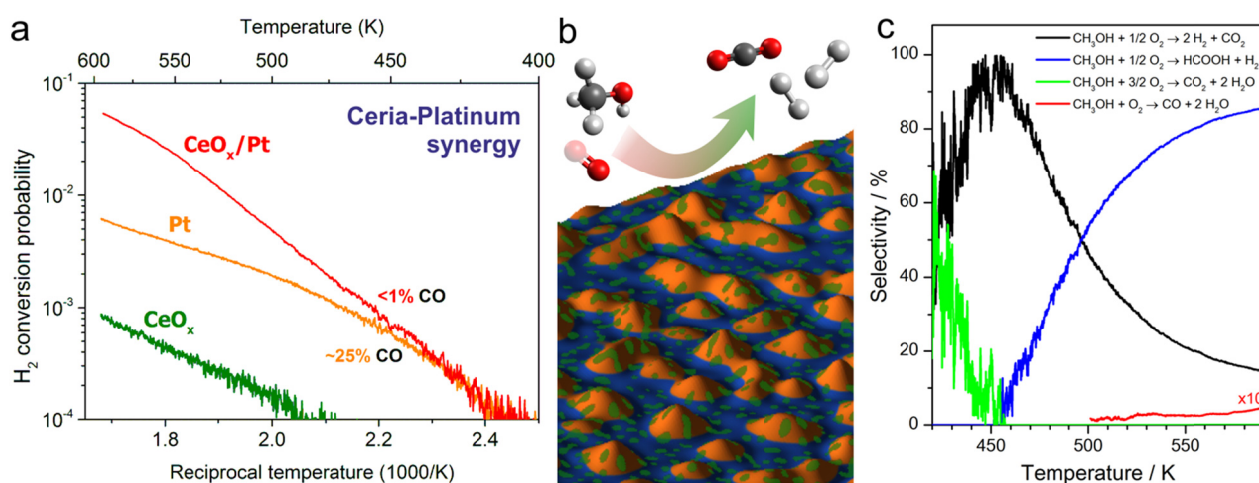 a
Temperature (K)
600 550 500 450 400
10⁻¹
10⁻²
10⁻³
10⁻⁴
H₂ conversion probability
Ceria-Platinum
synergy
CeOₓ/Pt
Pt
CeOₓ
<1% CO
~25% CO
1.8 2.0 2.2 2.4
Reciprocal temperature (1000/K)
b
c
CH₃OH + 1/2 O₂ → 2 H₂ + CO₂
CH₃OH + 1/2 O₂ → HCOOH + H₂
CH₃OH + 3/2 O₂ → CO₂ + 2 H₂O
CH₃OH + O₂ → CO + 2 H₂O
100
80
60
40
20
0
Selectivity / %
x10
450 500 550
Temperature / K